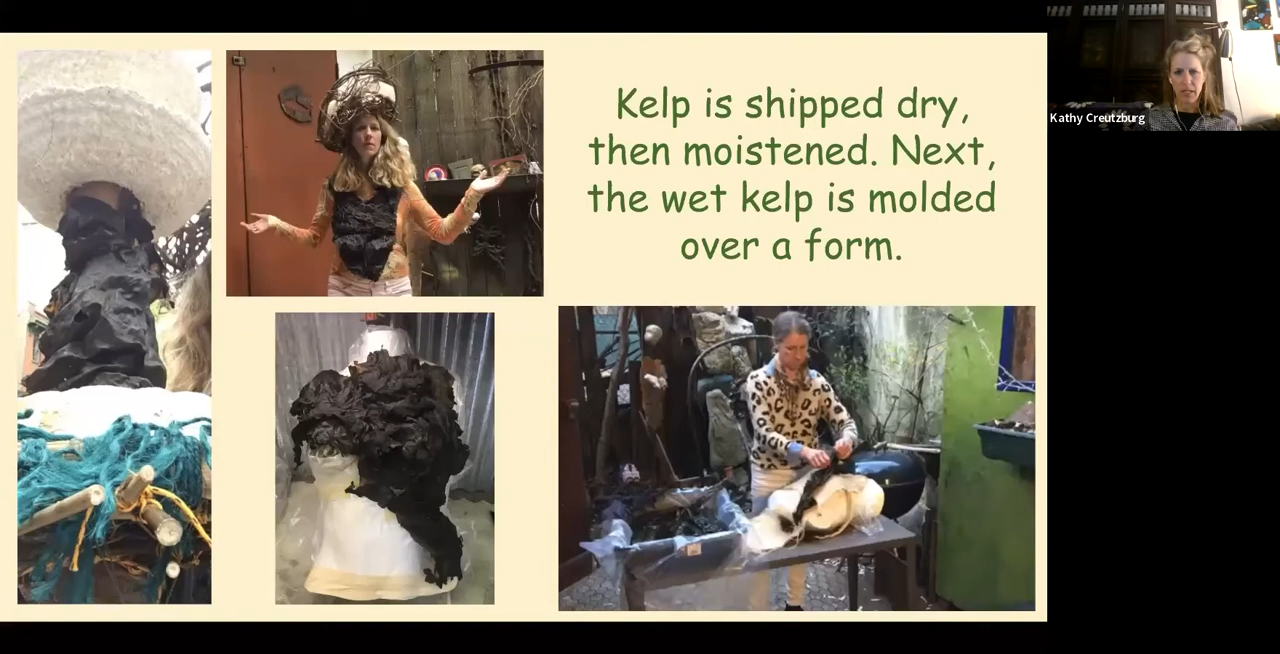 Kelp is shipped dry,
then moistened. Next,
the wet kelp is molded
over a form.
Kathy Creutzburg